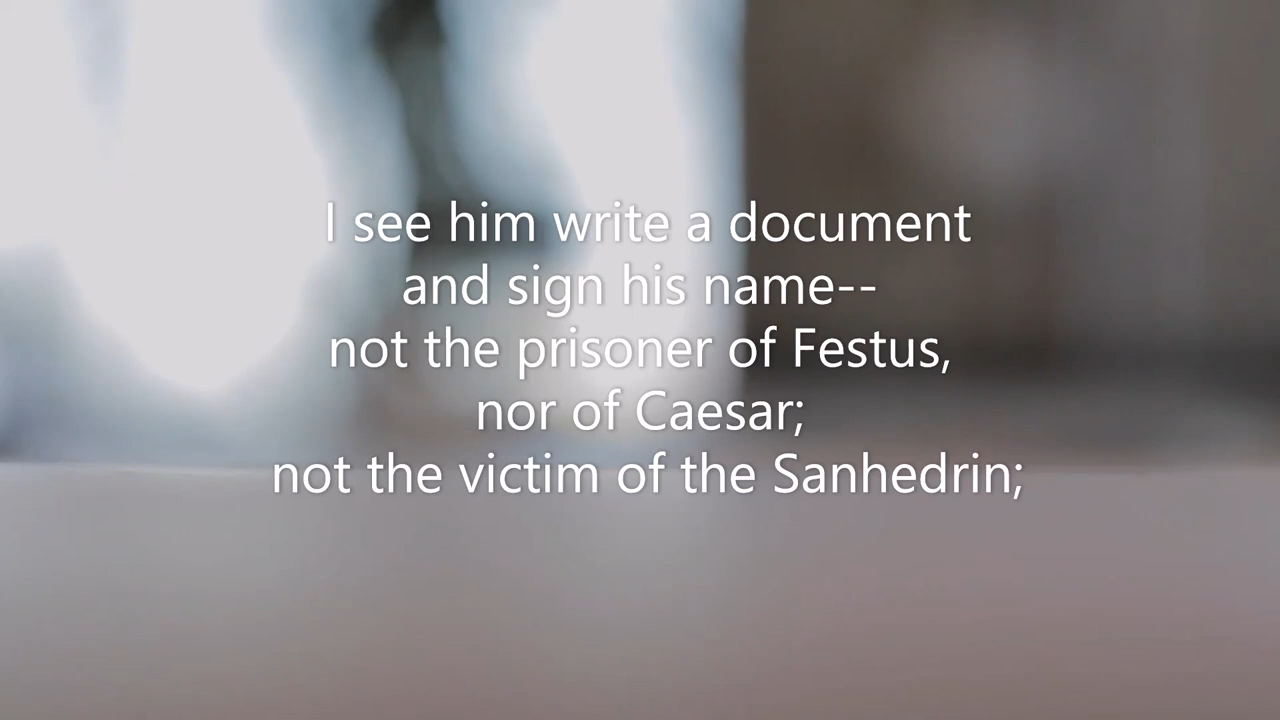 I see him write a document
and sign his name--
not the prisoner of Festus,
nor of Caesar;
not the victim of the Sanhedrin;